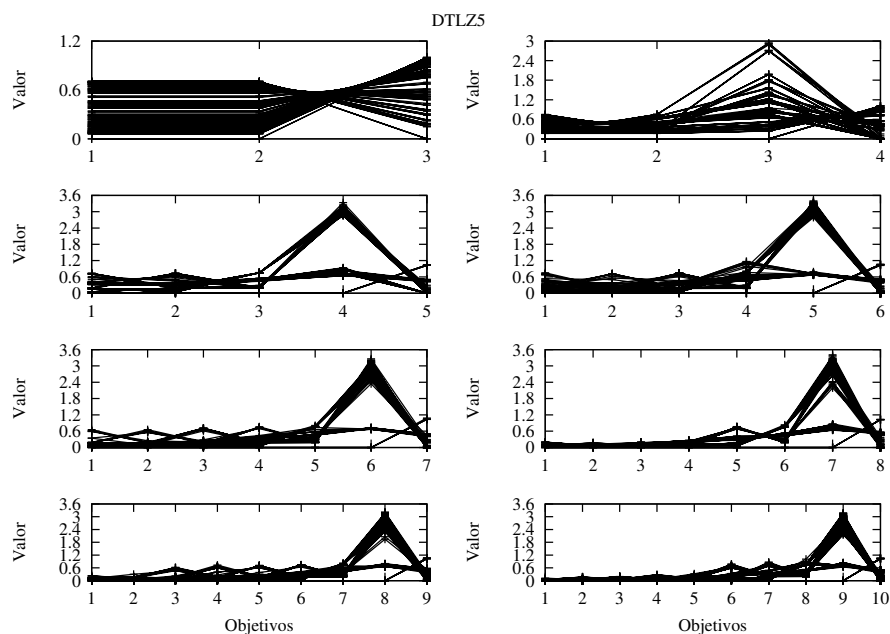 DTLZ5
Valor
1.2
0.6
0
1 2 3
Valor
3
2.4
1.8
1.2
0.6
0
1 2 3 4
Valor
3.6
3
2.4
1.8
1.2
0.6
0
1 2 3 4 5
Valor
3.6
3
2.4
1.8
1.2
0.6
0
1 2 3 4 5 6
Valor
3.6
3
2.4
1.8
1.2
0.6
0
1 2 3 4 5 6 7
Valor
3.6
3
2.4
1.8
1.2
0.6
0
1 2 3 4 5 6 7 8
Valor
3.6
3
2.4
1.8
1.2
0.6
0
1 2 3 4 5 6 7 8 9
Objetivos
Valor
3.6
3
2.4
1.8
1.2
0.6
0
1 2 3 4 5 6 7 8 9 10
Objetivos